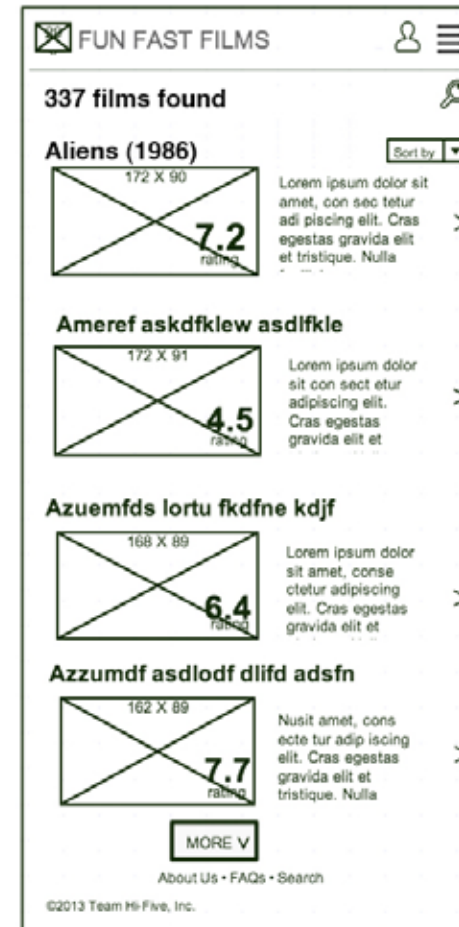 FUN FAST FILMS
337 films found
Aliens (1986)
Sort by
172 X 90
7.2
rating
Lorem ipsum dolor sit
amet, con sec tetur
adi piscing elit. Cras
egestas gravida elit
et tristique. Nulla
Ameref askdfklew asdlfkle
172 X 91
4.5
rating
Lorem ipsum dolor
sit con sect etur
adipiscing elit.
Cras egestas
gravida elit et
Azuemfds lortu fkdfne kdjf
168 X 89
6.4
rating
Lorem ipsum dolor
sit amet, conse
ctetur adipiscing
elit. Cras egestas
gravida elit et
Azzumdf asdlodf dlifd adsfn
162 X 89
7.7
rating
Nusit amet, cons
ecte tur adip iscing
elit. Cras egestas
gravida elit et
tristique. Nulla
MORE V
About Us • FAQs • Search
©2013 Team Hi-Five, Inc.